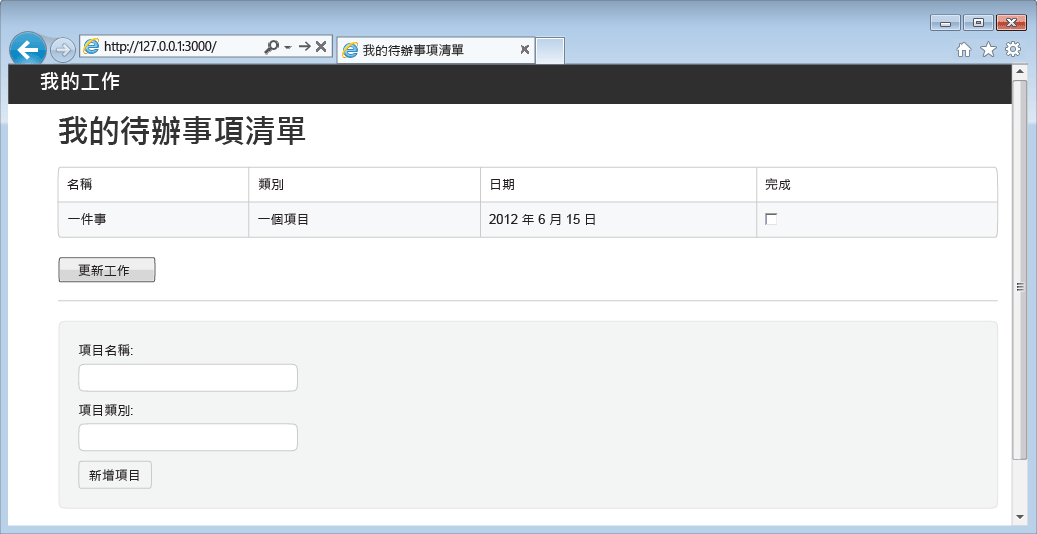 http://127.0.0.1:3000/
我的待辦事項清單
我的工作
我的待辦事項清單
名稱 類別 日期 完成
一件事 一個項目 2012 年 6 月 15 日
更新工作
項目名稱:
項目類別:
新增項目